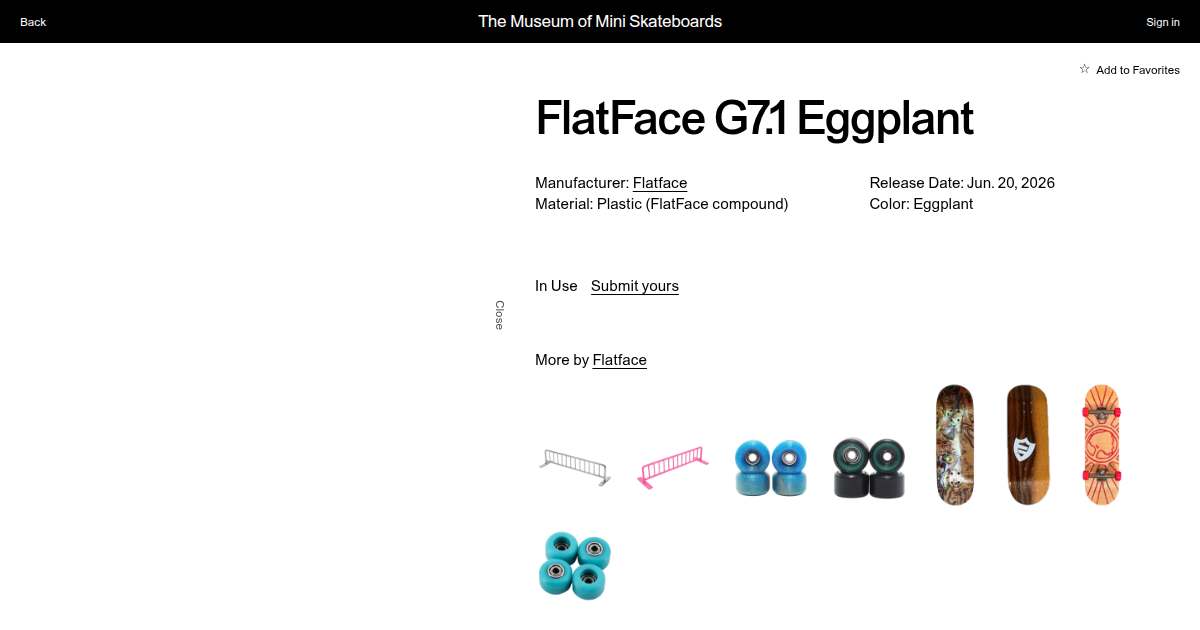 Back
The Museum of Mini Skateboards
Sign in
☆ Add to Favorites
FlatFace G7.1 Eggplant
Manufacturer: Flatface
Release Date: Jun. 20, 2026
Material: Plastic (FlatFace compound)
Color: Eggplant
In Use Submit yours
Close
More by Flatface